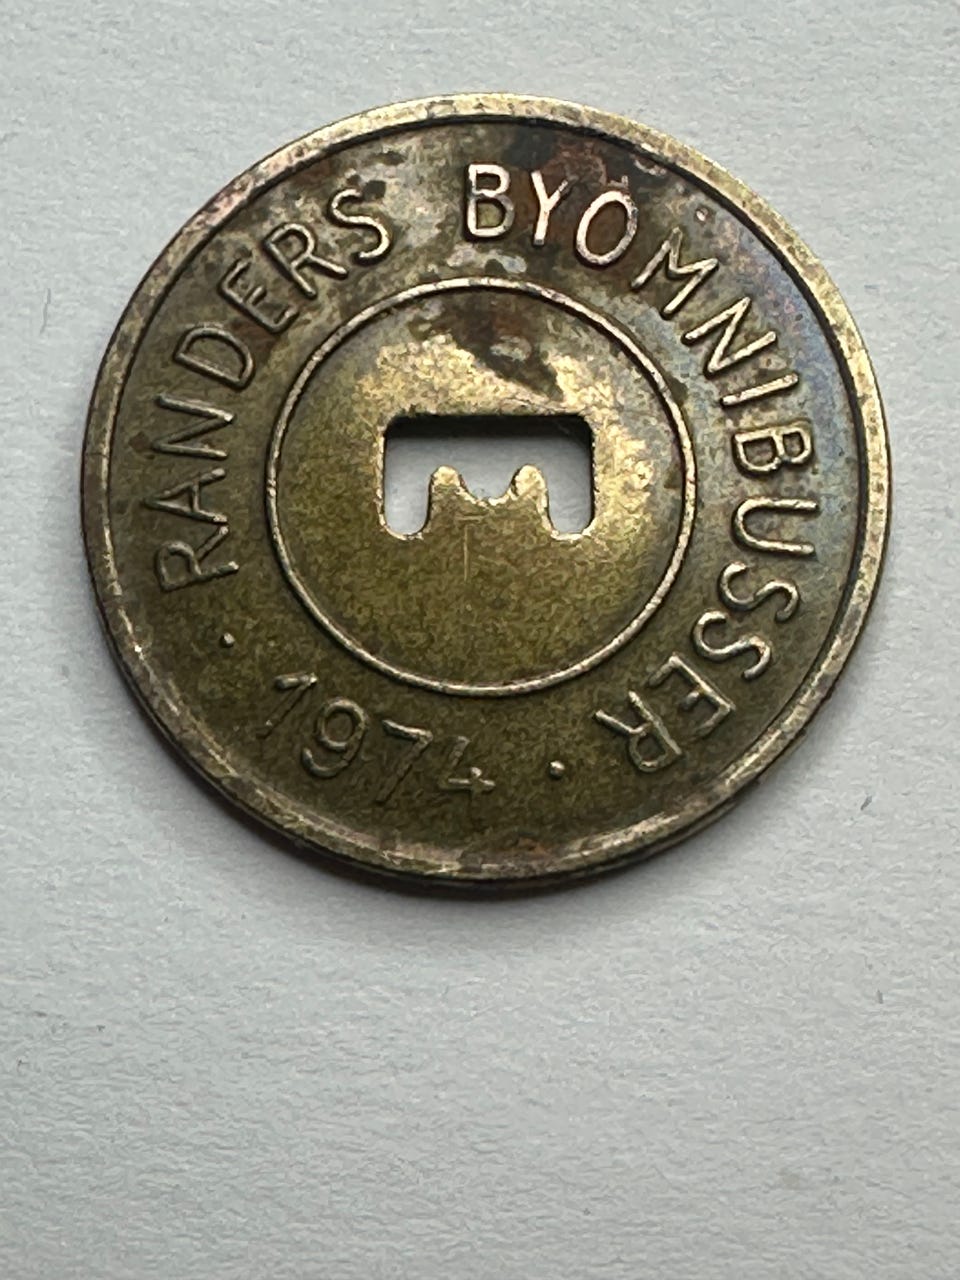 RANDERS BYOMNIBUSSER
· 1974 ·